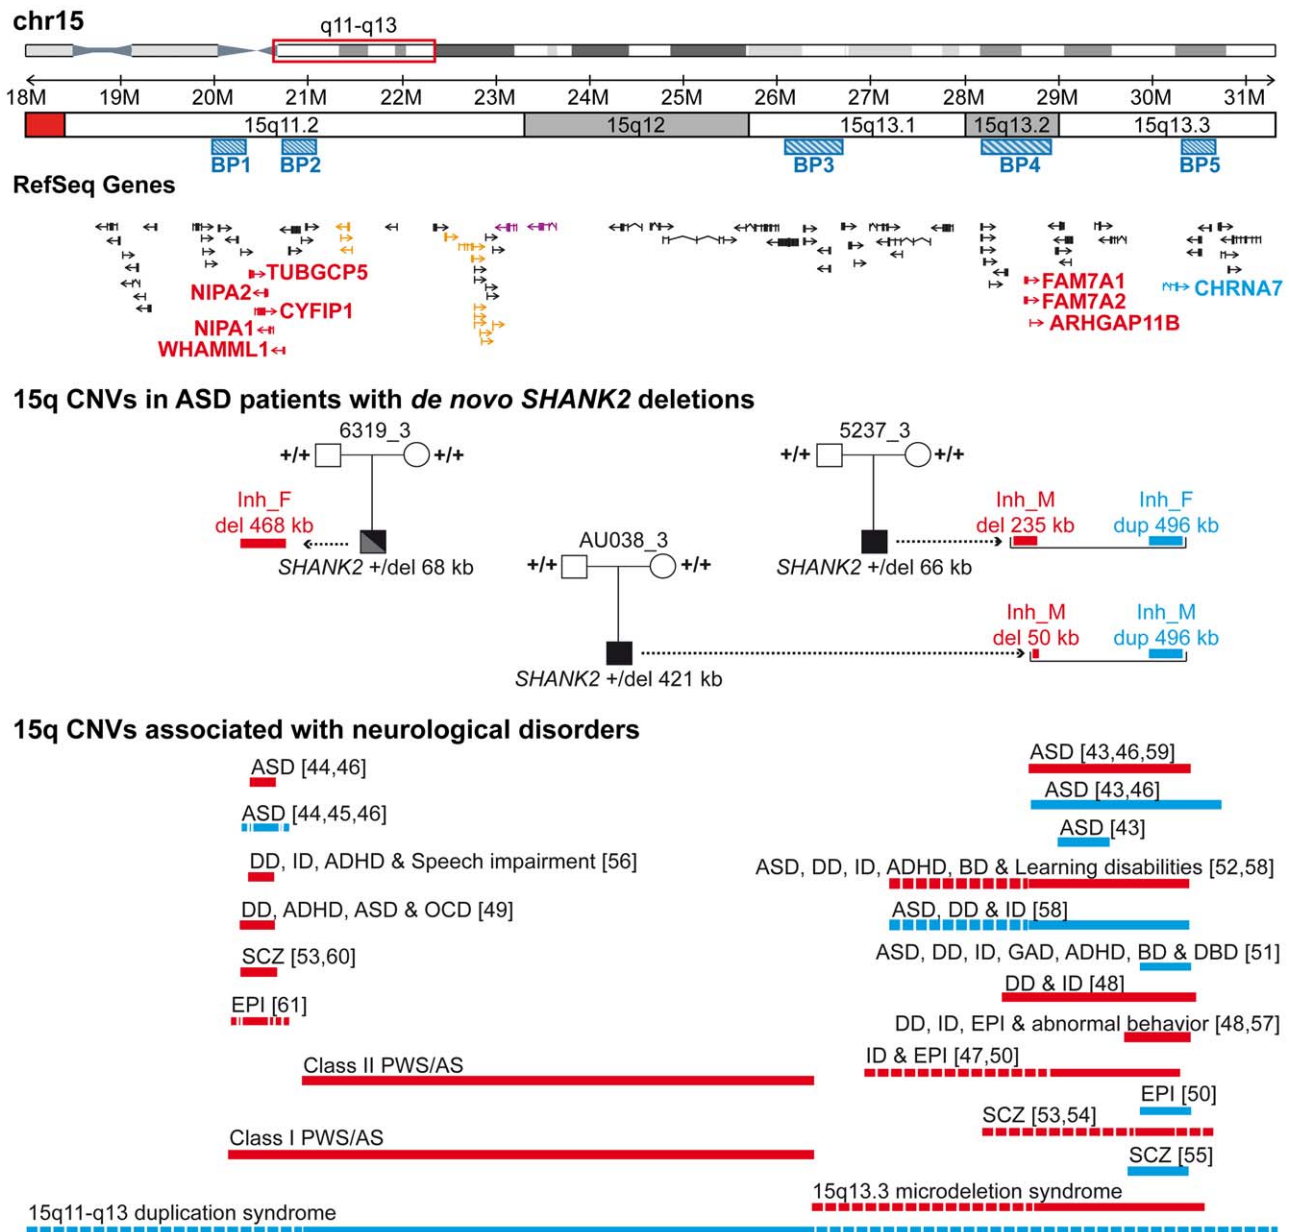 chr15
q11-q13
18M 19M 20M 21M 22M 23M 24M 25M 26M 27M 28M 29M 30M 31M
15q11.2 15q12 15q13.1 15q13.2 15q13.3
BP1 BP2 BP3 BP4 BP5
RefSeq Genes
TUBGCP5 FAM7A1 CHRNA7
NIPA2 FAM7A2
CYFIP1
NIPA1 ARHGAP11B
WHAMML1
15q CNVs in ASD patients with de novo SHANK2 deletions
6319_3 5237_3
+/+ +/+ +/+ +/+
Inh_F Inh_M Inh_F
del 468 kb del 235 kb dup 496 kb
AU038_3
SHANK2 +/del 68 kb +/+ +/+ SHANK2 +/del 66 kb
Inh_M Inh_M
del 50 kb dup 496 kb
SHANK2 +/del 421 kb
15q CNVs associated with neurological disorders
ASD [43,46,59]
ASD [44,46]
ASD [43,46]
ASD [44,45,46]
ASD [43]
DD, ID, ADHD & Speech impairment [56]
ASD, DD, ID, ADHD, BD & Learning disabilities [52,58]
DD, ADHD, ASD & OCD [49] ASD, DD & ID [58]
SCZ [53,60] ASD, DD, ID, GAD, ADHD, BD & DBD [51]
DD & ID [48]
EPI [61]
DD, ID, EPI & abnormal behavior [48,57]
ID & EPI [47,50]
Class II PWS/AS
EPI [50]
SCZ [53,54]
Class I PWS/AS
SCZ [55]
15q13.3 microdeletion syndrome
15q11-q13 duplication syndrome